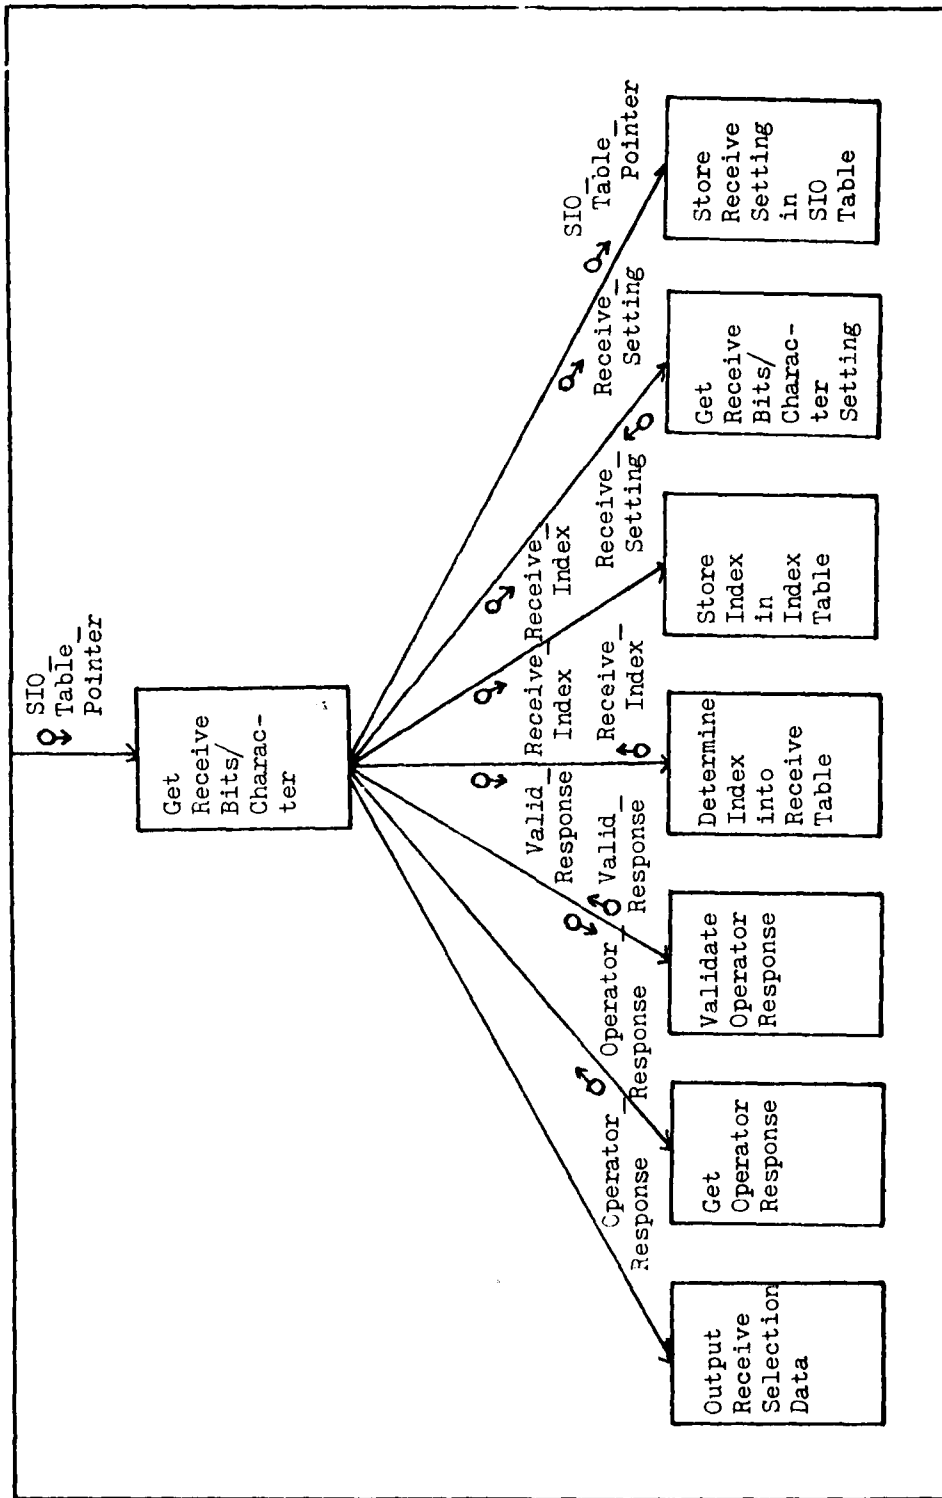 SIO_
Table_
Pointer
Get
Receive
Bits/
Charac-
ter
Operator_
Response
Operator_
Response
Valid_
Response
Valid_
Response
Receive_
Index
Receive_
Index
Receive_
Index
Receive_
Setting
Receive_
Setting
SIO_
Table_
Pointer
Output
Receive
Selection
Data
Get
Operator
Response
Validate
Operator
Response
Determine
Index
into
Receive
Table
Store
Index
in
Index
Table
Get
Receive
Bits/
Charac-
ter
Setting
Store
Receive
Setting
in
SIO
Table